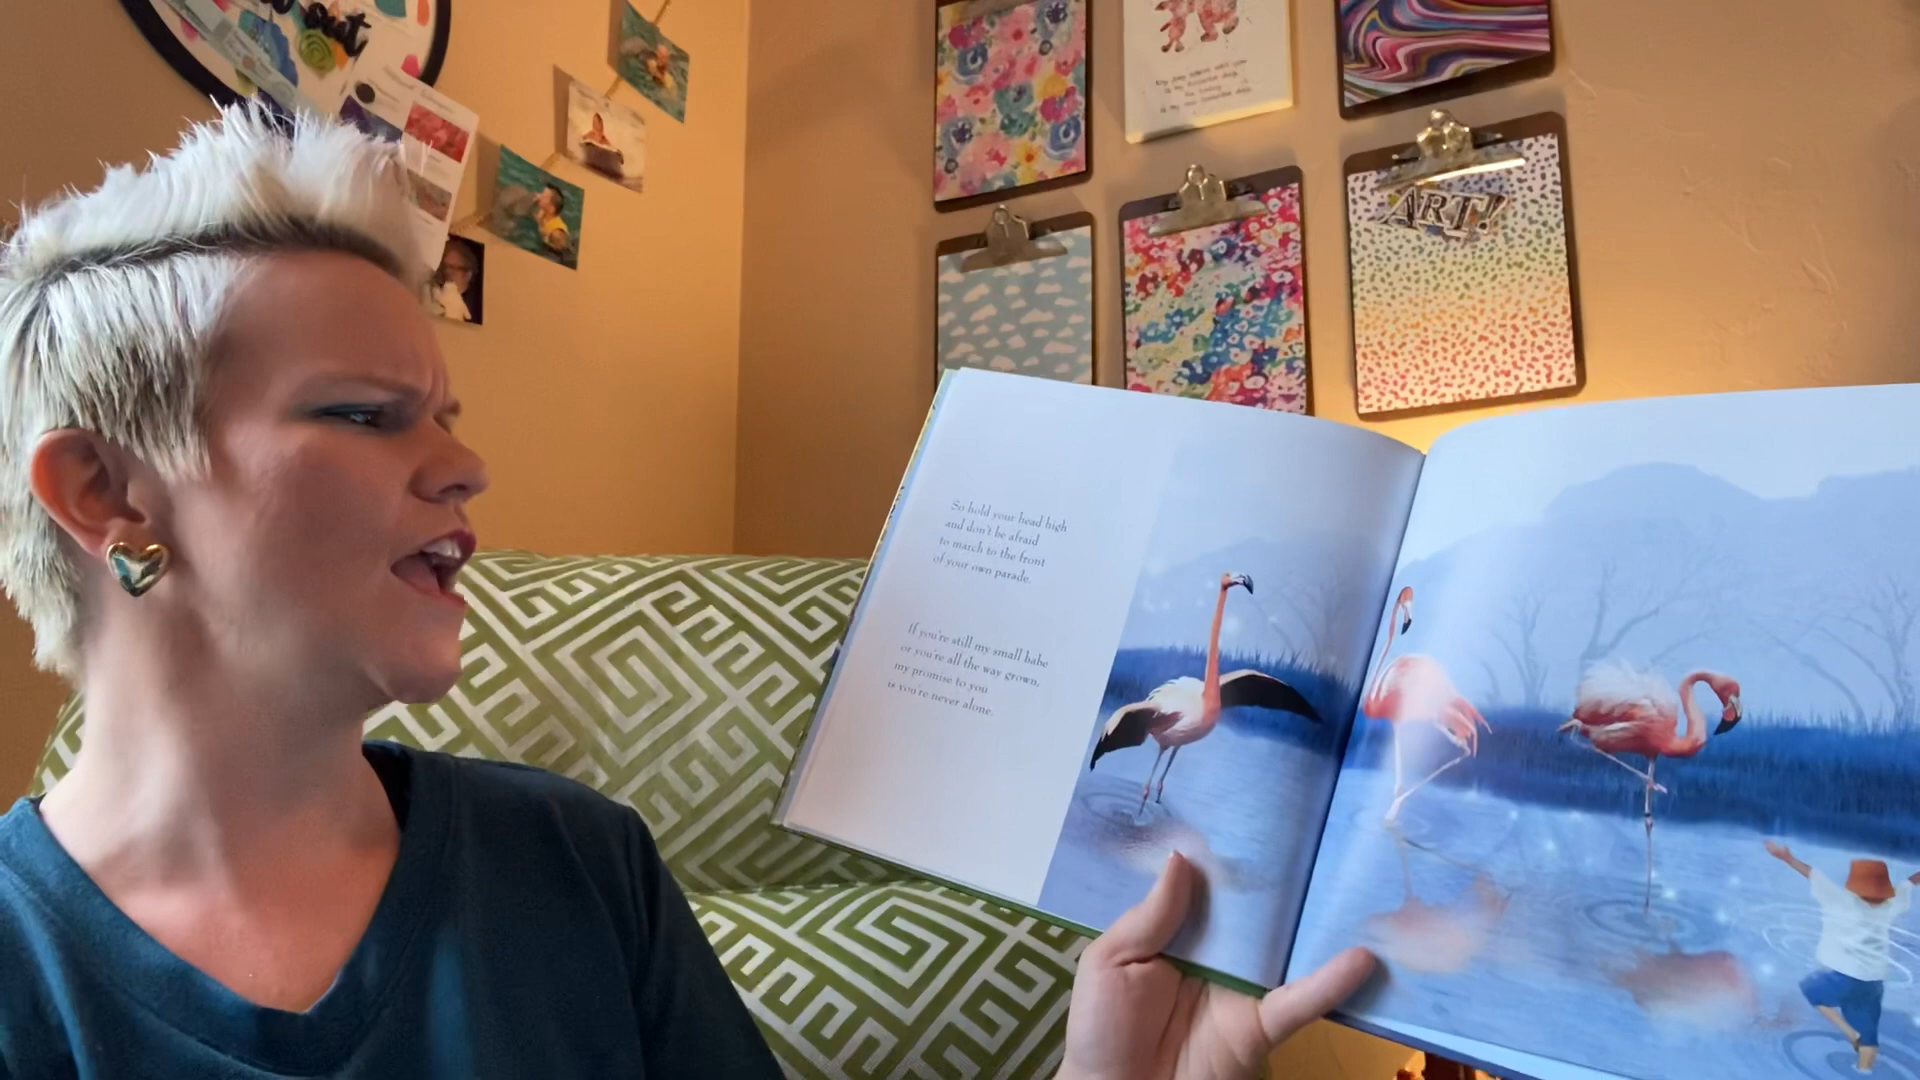 out
ART!
So hold your head high
and don't be afraid
to march to the front
of your own parade.
If you're still my small babe
or you're all the way grown,
my promise to you
is you're never alone.